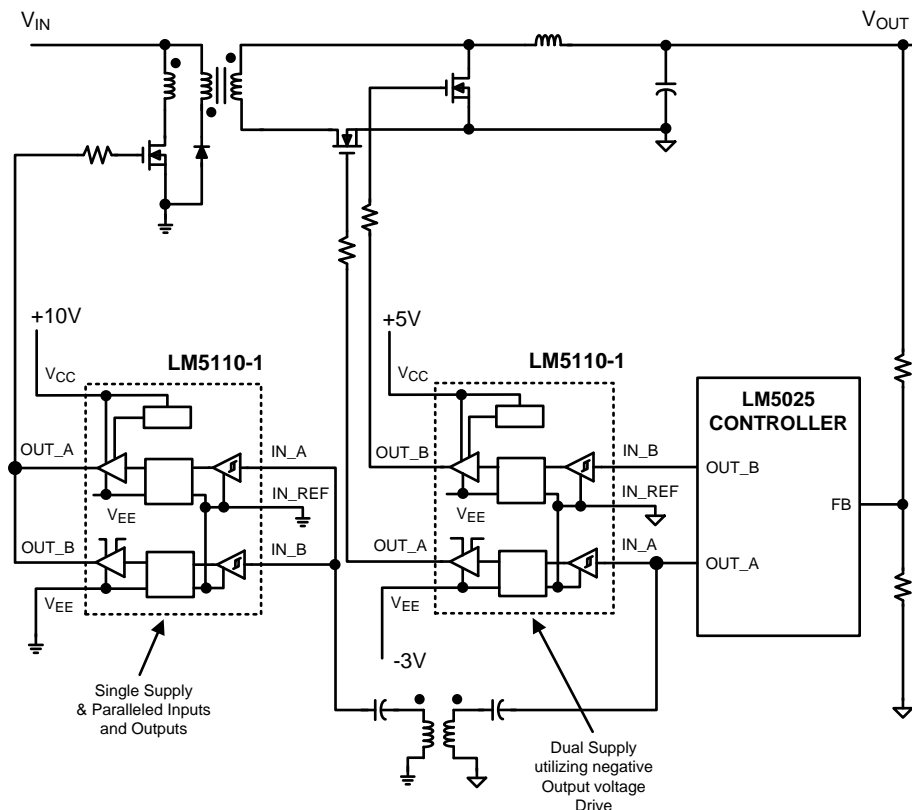 VIN
VOUT
+10V
+5V
LM5110-1
LM5110-1
VCC
VCC
LM5025
CONTROLLER
OUT_A
IN_A
OUT_B
IN_B
OUT_B
IN_REF
IN_REF
FB
VEE
VEE
OUT_B
IN_B
OUT_A
IN_A
OUT_A
VEE
VEE
-3V
Single Supply
& Paralleled Inputs
and Outputs
Dual Supply
utilizing negative
Output voltage
Drive